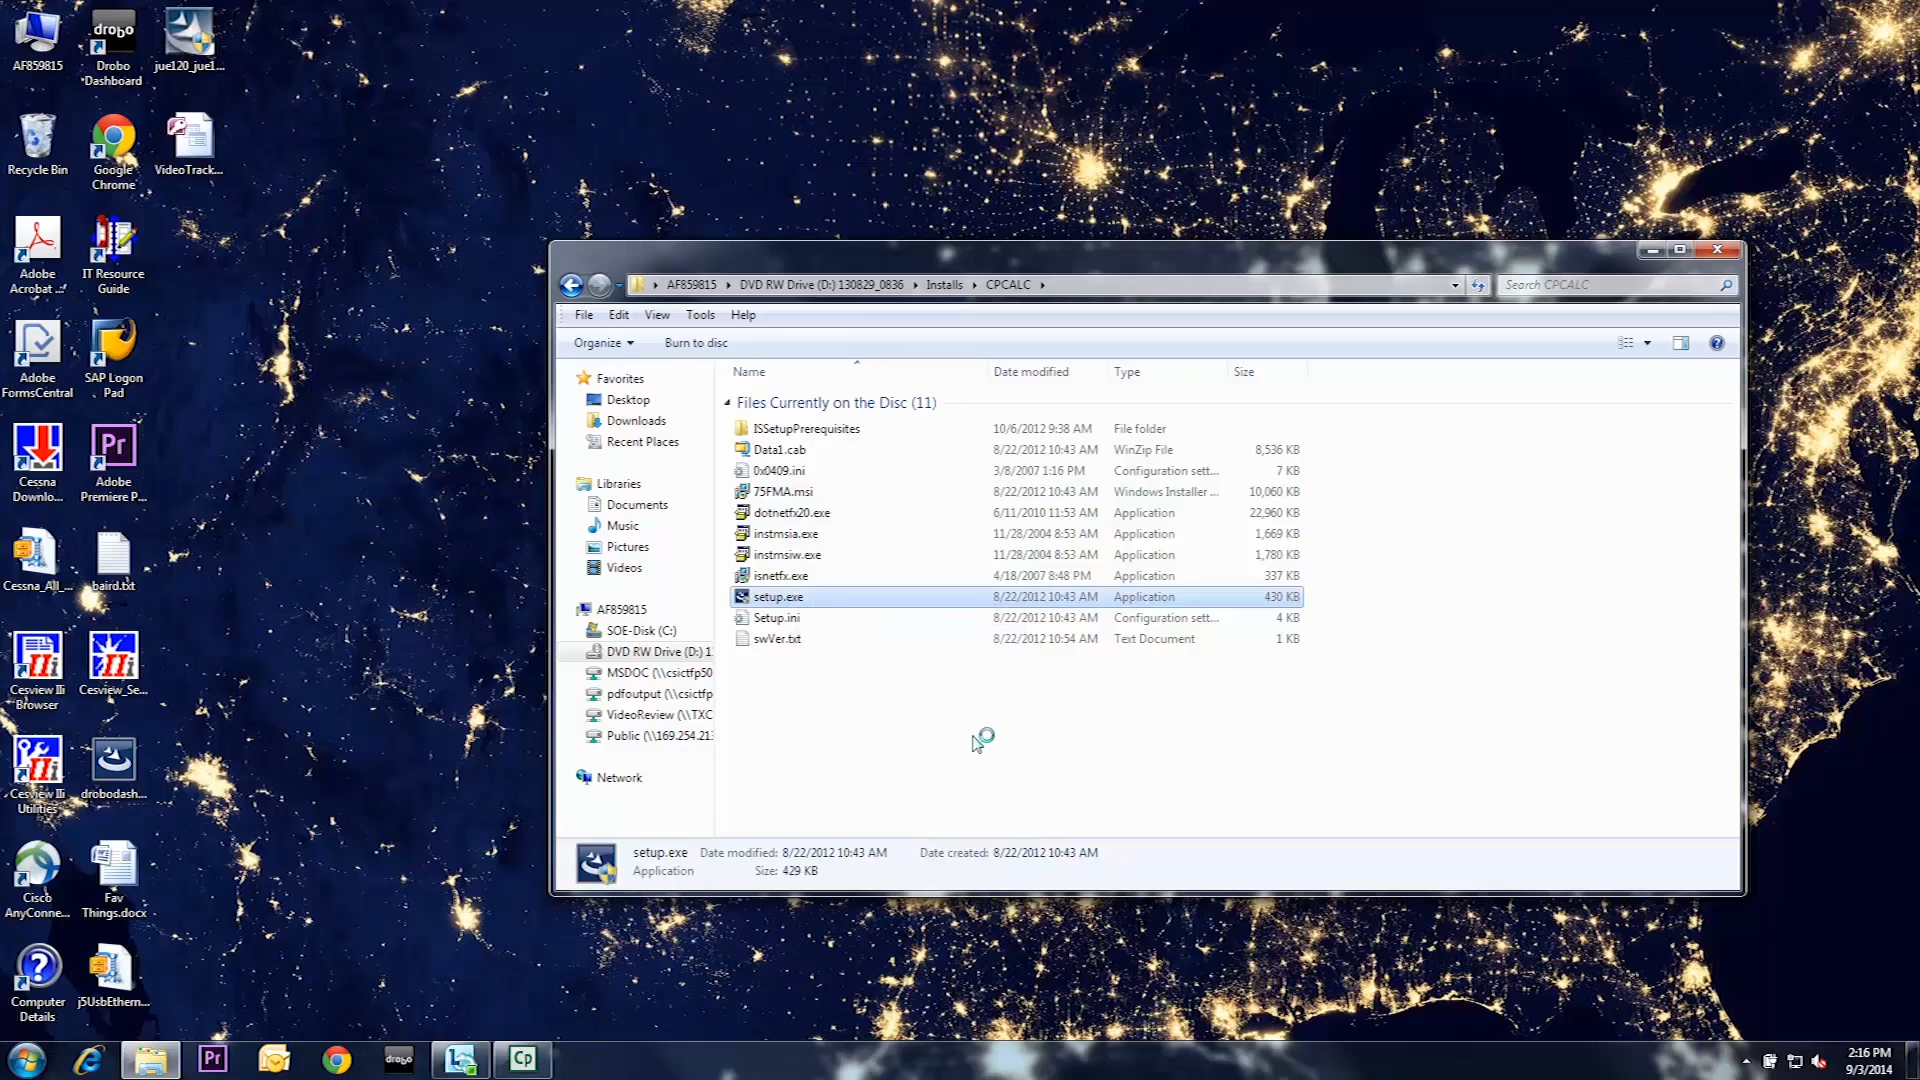 AF859815
drobo
Drobo
Dashboard
jue120_jue1...
Recycle Bin
Google
Chrome
VideoTrack...
Adobe
Acrobat ...
IT Resource
Guide
Adobe
FormsCentral
SAP Logon
Pad
Cessna
Downlo...
Pr
Adobe
Premiere P...
Cessna_All_...
baird.txt
Cesview IIi
Browser
Cesview_Se...
Cesview IIi
Utilities
drobodash...
Cisco
AnyConne...
Fav
Things.docx
Computer
Details
j5UsbEthern...
AF859815
DVD RW Drive (D:) 130829_0836
Installs
CPCALC
Search CPCALC
File Edit View Tools Help
Organize Burn to disc
Favorites
Desktop
Downloads
Recent Places
Libraries
Documents
Music
Pictures
Videos
AF859815
SOE-Disk (C:)
DVD RW Drive (D:) 1
MSDOC (\\csictfp50
pdfoutput (\\csictfp
VideoReview (\\TXC
Public (\\169.254.21
Network
Name Date modified Type Size
Files Currently on the Disc (11)
ISSetupPrerequisites 10/6/2012 9:38 AM File folder
Data1.cab 8/22/2012 10:43 AM WinZip File 8,536 KB
0x0409.ini 3/8/2007 1:16 PM Configuration sett... 7 KB
75FMA.msi 8/22/2012 10:43 AM Windows Installer ... 10,060 KB
dotnetfx20.exe 6/11/2010 11:53 AM Application 22,960 KB
instmsia.exe 11/28/2004 8:53 AM Application 1,669 KB
instmsiw.exe 11/28/2004 8:53 AM Application 1,780 KB
isnetfx.exe 4/18/2007 8:48 PM Application 337 KB
setup.exe 8/22/2012 10:43 AM Application 430 KB
Setup.ini 8/22/2012 10:43 AM Configuration sett... 4 KB
swVer.txt 8/22/2012 10:54 AM Text Document 1 KB
setup.exe Date modified: 8/22/2012 10:43 AM Date created: 8/22/2012 10:43 AM
Application Size: 429 KB
Pr
drobo
Cp
2:16 PM
9/3/2014